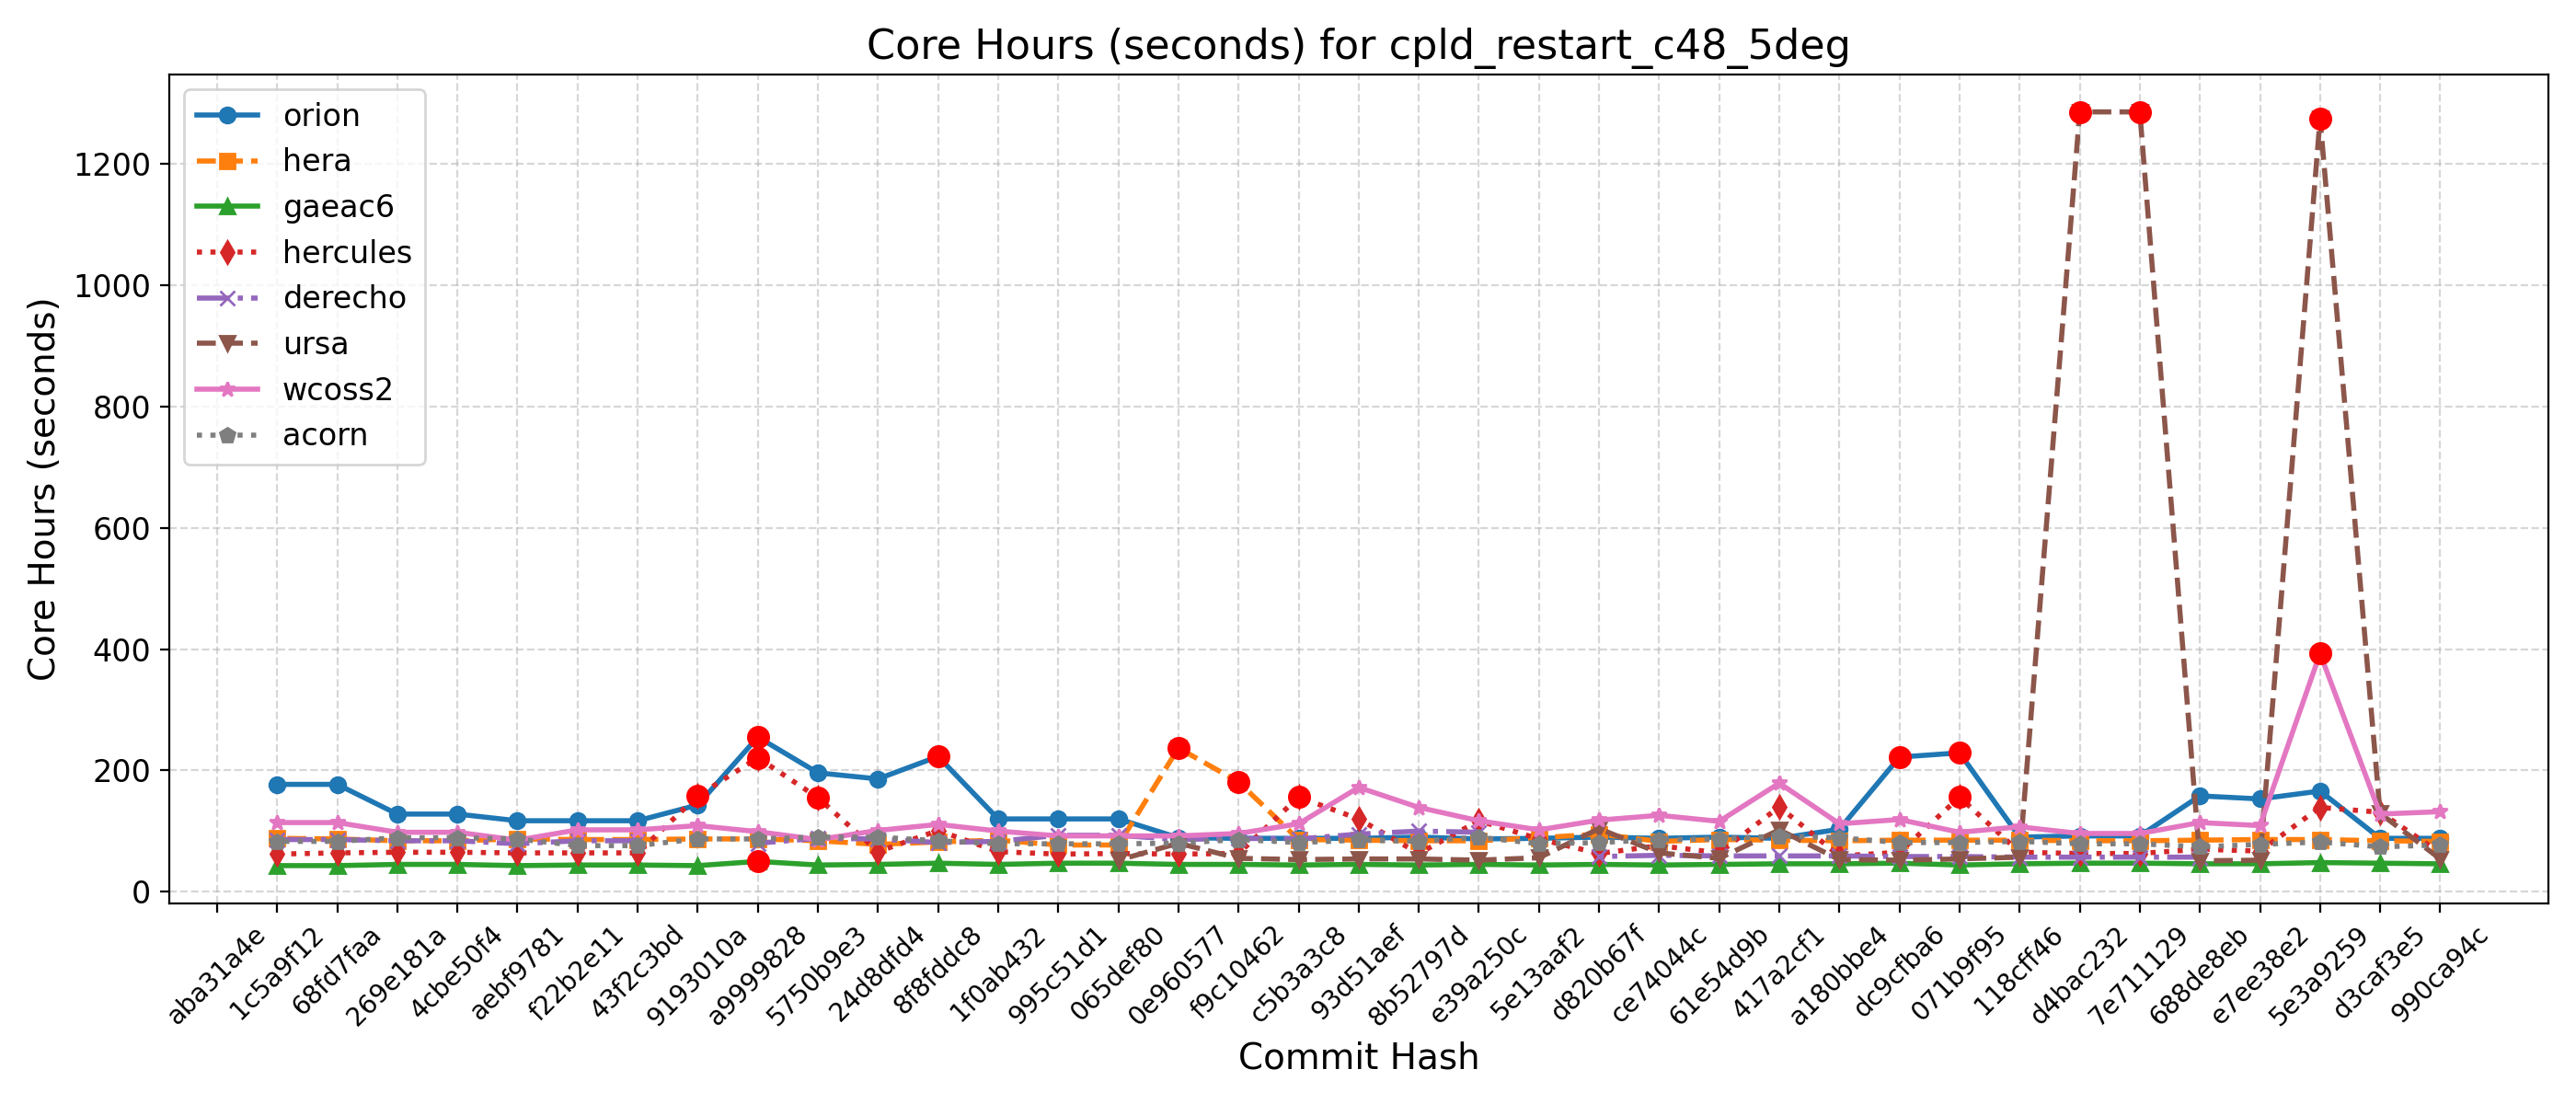 Core Hours (seconds) for cpld_restart_c48_5deg
orion
hera
gaeac6
hercules
derecho
ursa
wcoss2
acorn
Core Hours (seconds)
1200
1000
800
600
400
200
0
aba31a4e
1c5a9f12
68fd7faa
269e181a
4cbe50f4
aebf9781
f22b2e11
43f2c3bd
9193010a
a9999828
5750b9e3
24d8dfd4
8f8fddc8
1f0ab432
995c51d1
065def80
0e960577
f9c10462
c5b3a3c8
93d51aef
8b52797d
e39a250c
5e13aaf2
d820b67f
ce74044c
61e54d9b
417a2cf1
a180bbe4
dc9cfba6
071b9f95
118cff46
d4bac232
7e711129
688de8eb
e7ee38e2
5e3a9259
d3caf3e5
990ca94c
Commit Hash